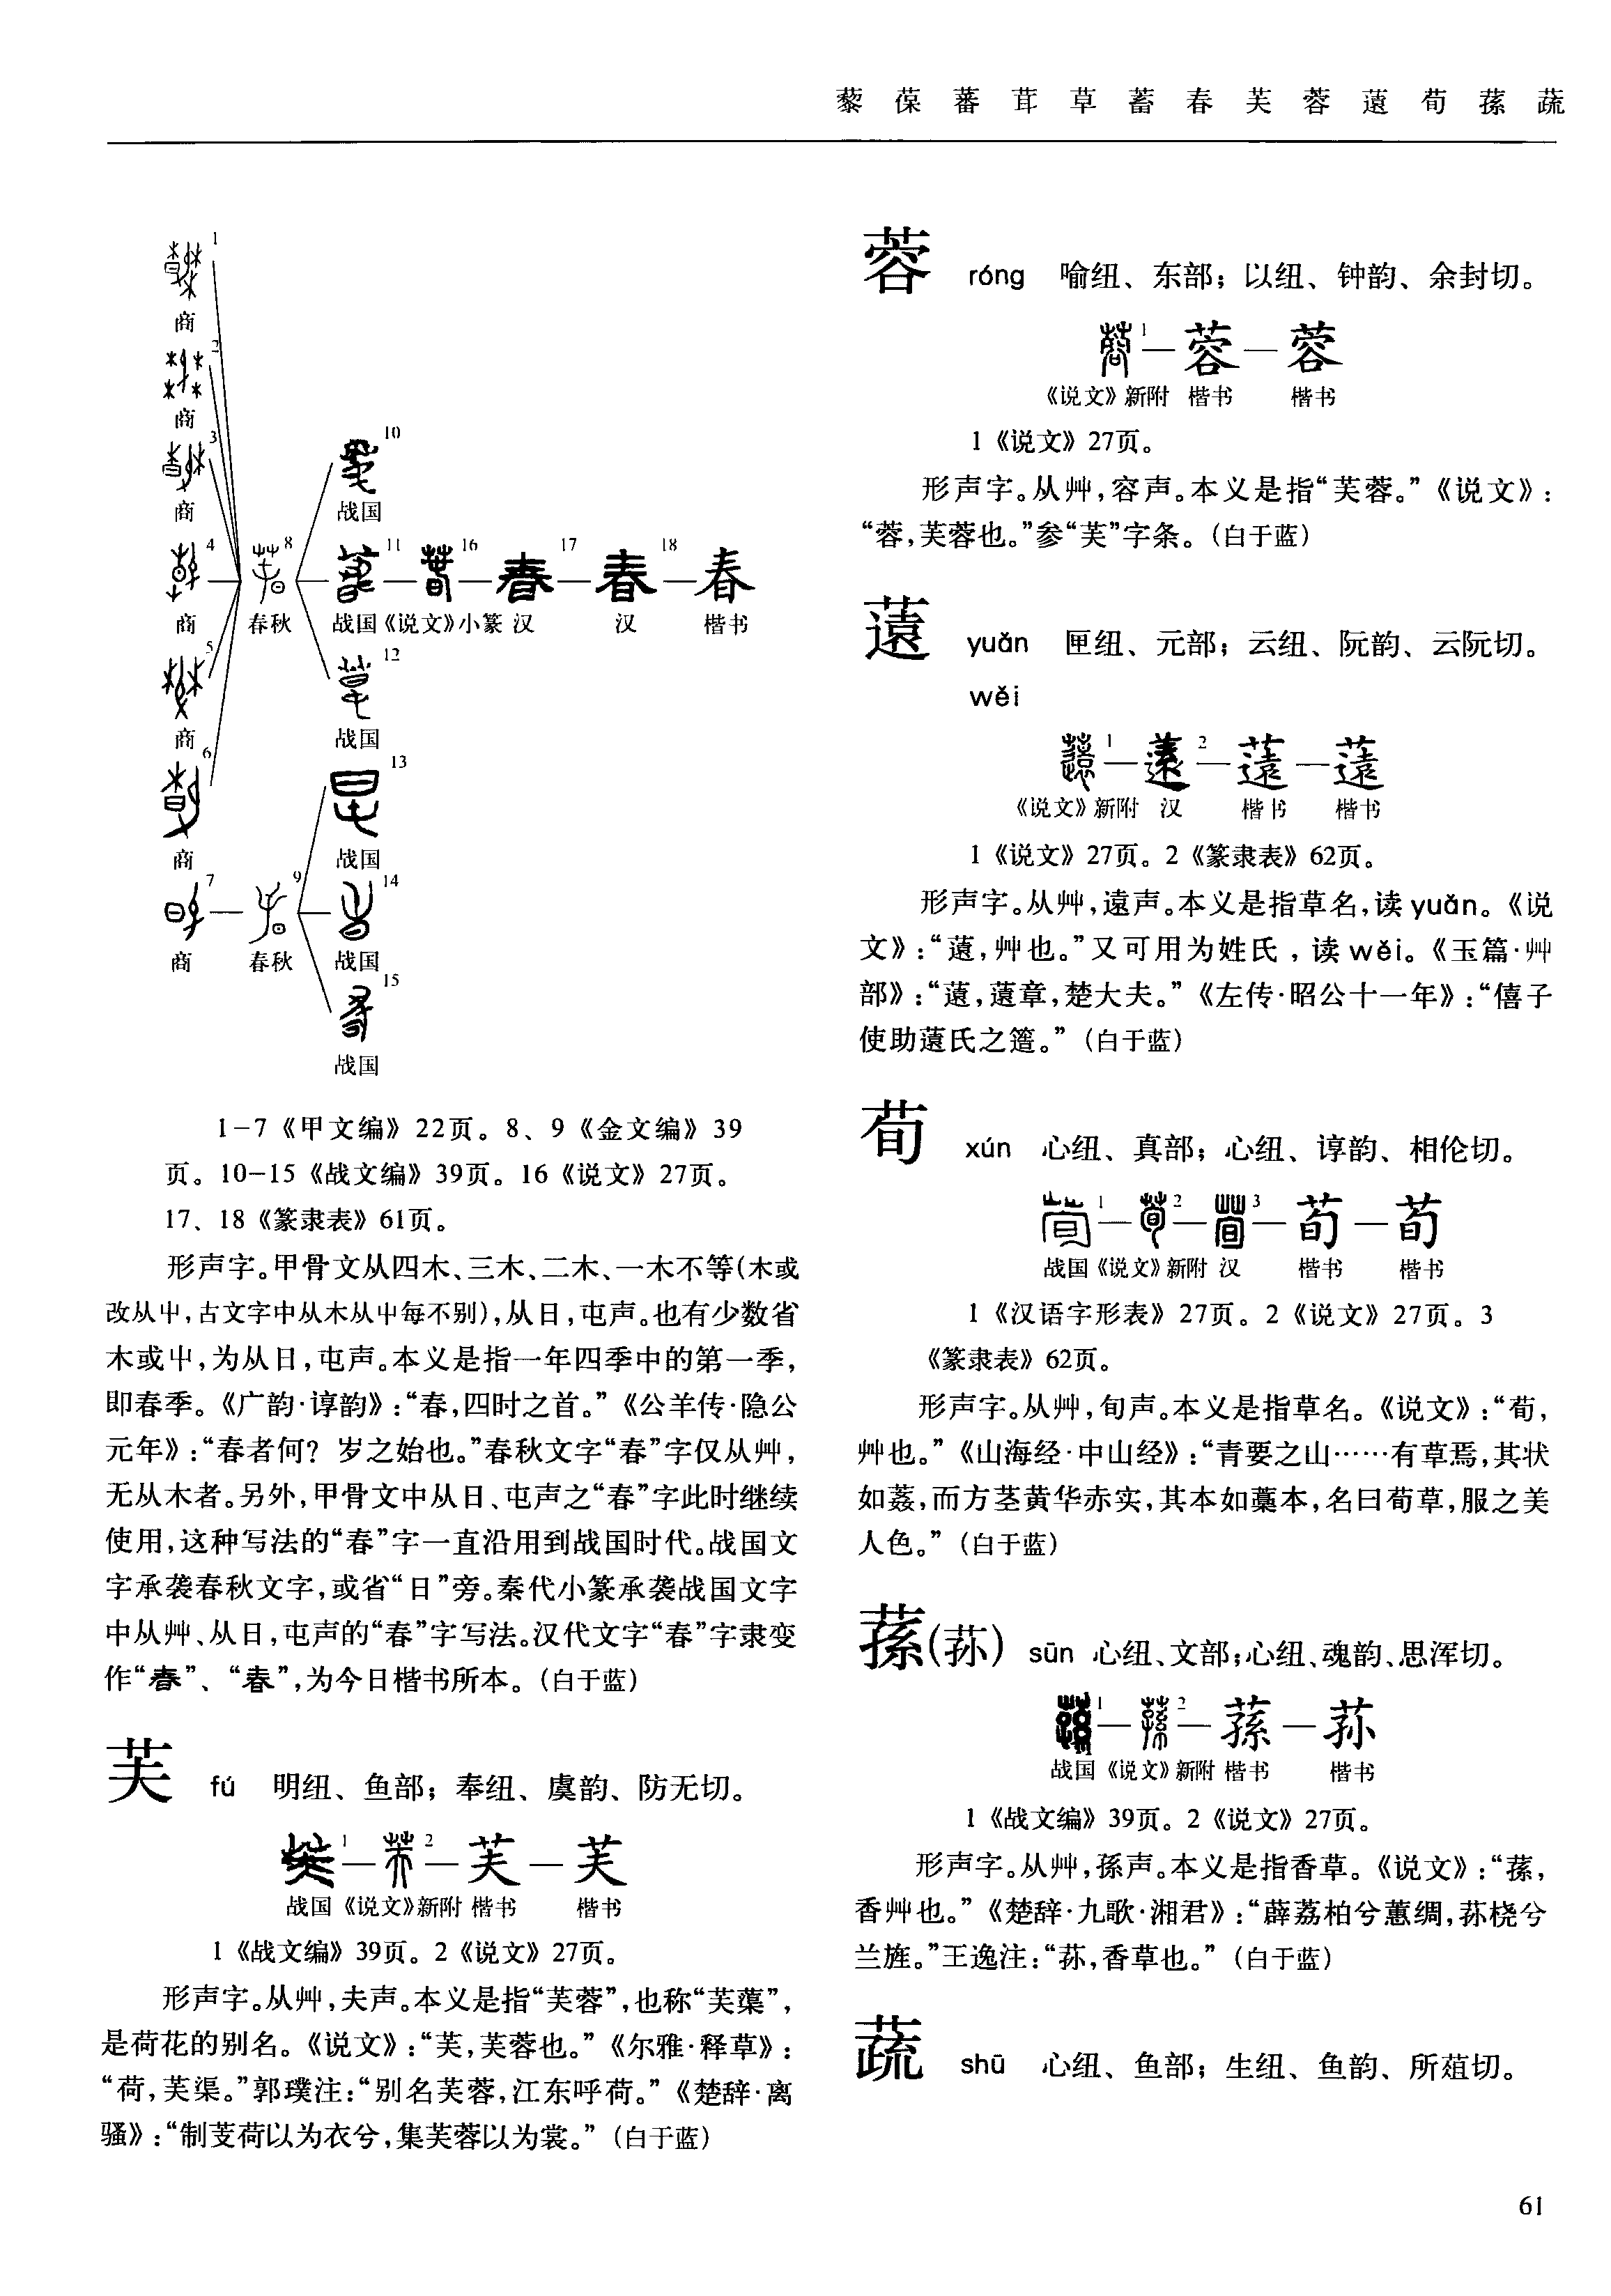 藜 葆 蕃 茸 草 蓄 春 芙 蓉 薳 荀 蓀 蔬
1
商
2
商
3
商
4
商
5
商
6
商
7
商
8
春秋
9
春秋
10
战国
11 16 17 18 春
战国《说文》小篆 汉 汉 楷书
12
战国
13
战国
14
战国
15
战国
1－7《甲文编》22页。8、9《金文编》39
页。10－15《战文编》39页。16《说文》27页。
17、18《篆隶表》61页。
形声字。甲骨文从四木、三木、二木、一木不等(木或
改从屮,古文字中从木从屮每不别),从日,屯声。也有少数省
木或屮,为从日,屯声。本义是指一年四季中的第一季,
即春季。《广韵·谆韵》:“春,四时之首。”《公羊传·隐公
元年》:“春者何? 岁之始也。”春秋文字“春”字仅从艸,
无从木者。另外,甲骨文中从日、屯声之“春”字此时继续
使用,这种写法的“春”字一直沿用到战国时代。战国文
字承袭春秋文字,或省“日”旁。秦代小篆承袭战国文字
中从艸、从日,屯声的“春”字写法。汉代文字“春”字隶变
作“春”、“春”,为今日楷书所本。(白于蓝)
芙 fú 明纽、鱼部；奉纽、虞韵、防无切。
1 — 2 — 芙 — 芙
战国《说文》新附 楷书 楷书
1《战文编》39页。2《说文》27页。
形声字。从艸,夫声。本义是指“芙蓉”,也称“芙蕖”,
是荷花的别名。《说文》:“芙,芙蓉也。”《尔雅·释草》:
“荷,芙渠。”郭璞注:“别名芙蓉,江东呼荷。”《楚辞·离
骚》:“制芰荷以为衣兮,集芙蓉以为裳。”(白于蓝)
蓉 róng 喻纽、东部；以纽、钟韵、余封切。
1 — 蓉 — 蓉
《说文》新附 楷书 楷书
1《说文》27页。
形声字。从艸,容声。本义是指“芙蓉。”《说文》:
“蓉,芙蓉也。”参“芙”字条。(白于蓝)
薳 yuǎn 匣纽、元部；云纽、阮韵、云阮切。
wěi
1 — 2 — 薳 — 薳
《说文》新附 汉 楷书 楷书
1《说文》27页。2《篆隶表》62页。
形声字。从艸,遠声。本义是指草名,读yuǎn。《说
文》:“薳,艸也。”又可用为姓氏,读wěi。《玉篇·艸
部》:“薳,薳章,楚大夫。”《左传·昭公十一年》:“僖子
使助薳氏之簉。”(白于蓝)
荀 xún 心纽、真部；心纽、谆韵、相伦切。
1 — 2 — 3 — 荀 — 荀
战国《说文》新附 汉 楷书 楷书
1《汉语字形表》27页。2《说文》27页。3
《篆隶表》62页。
形声字。从艸,旬声。本义是指草名。《说文》:“荀,
艸也。”《山海经·中山经》:“青要之山……有草焉,其状
如葌,而方茎黄华赤实,其本如藁本,名曰荀草,服之美
人色。”(白于蓝)
蓀(荪) sūn 心纽、文部;心纽、魂韵、思浑切。
1 — 2 — 蓀 — 荪
战国《说文》新附 楷书 楷书
1《战文编》39页。2《说文》27页。
形声字。从艸,孫声。本义是指香草。《说文》:“蓀,
香艸也。”《楚辞·九歌·湘君》:“薜荔柏兮蕙绸,荪桡兮
兰旌。”王逸注:“荪,香草也。”(白于蓝)
蔬 shū 心纽、鱼部；生纽、鱼韵、所葅切。
61